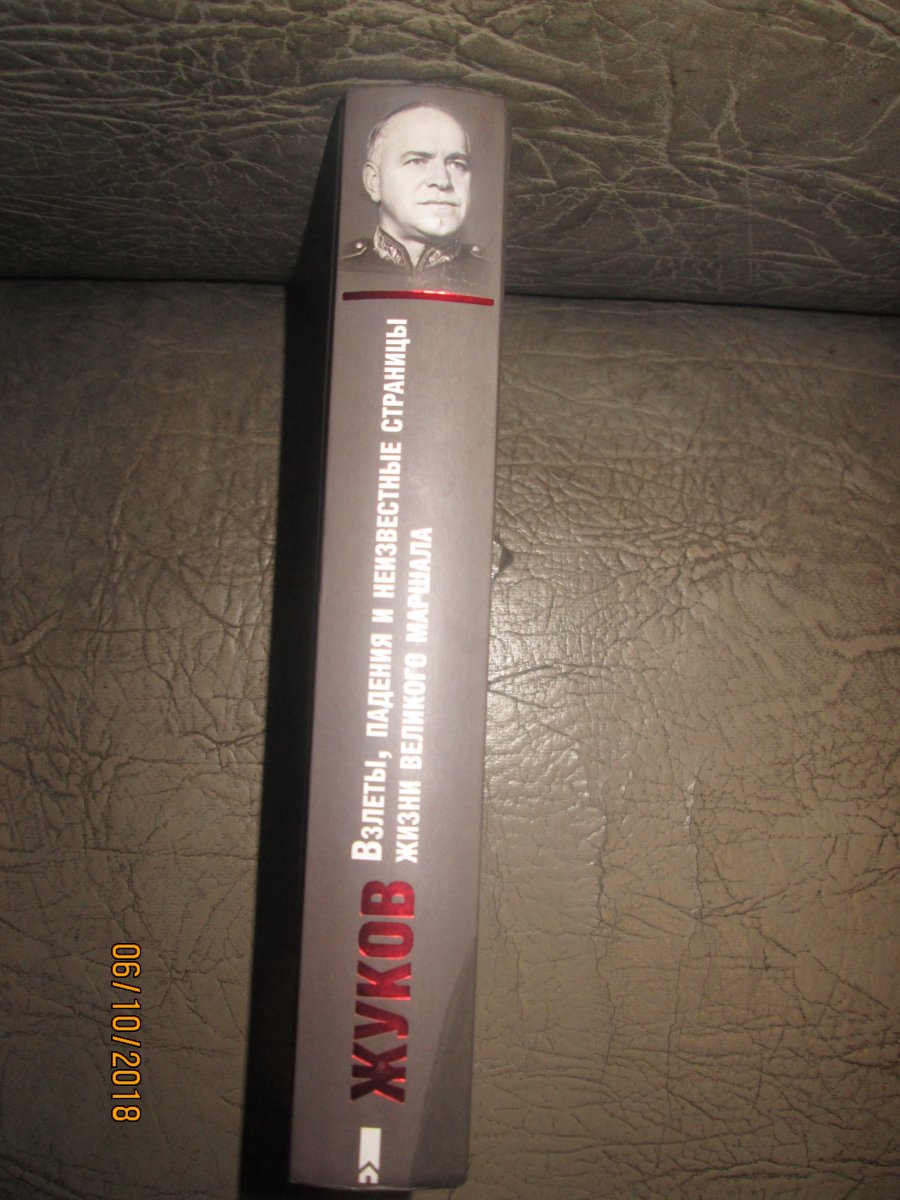 ЖУКОВ
Взлеты, падения и неизвестные страницы
жизни великого маршала
06/10/2018